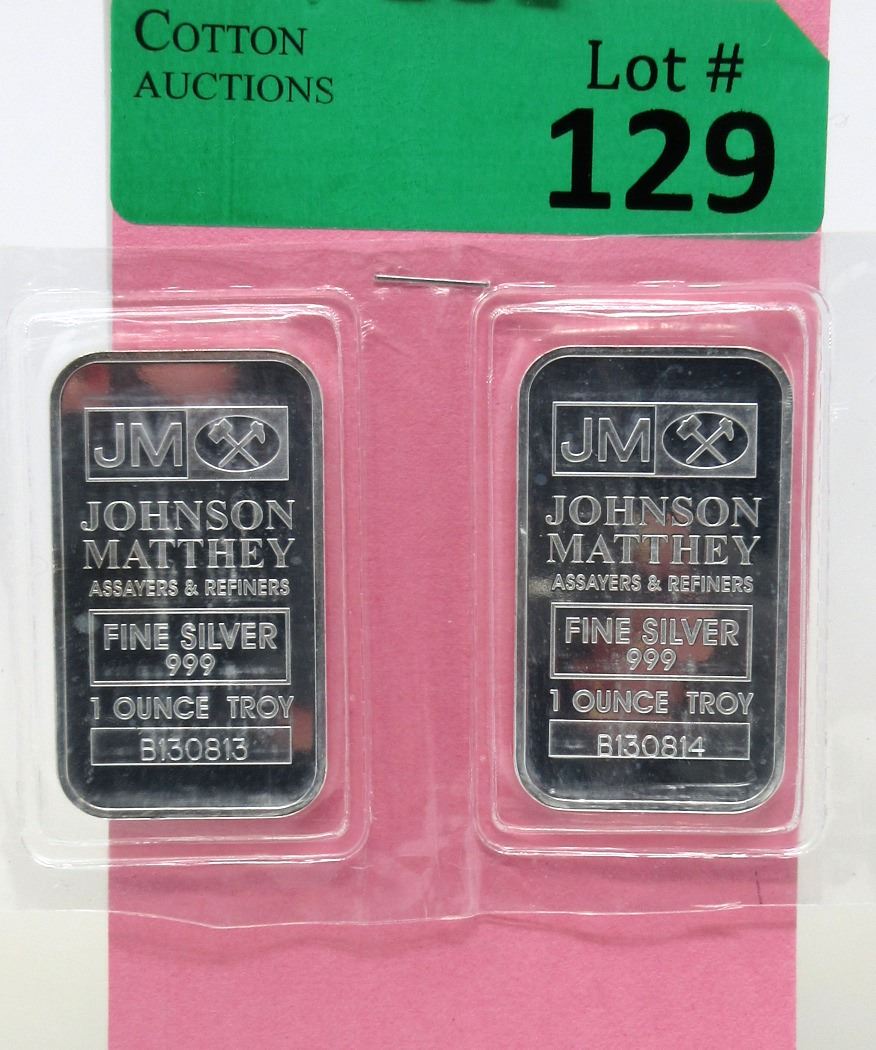 COTTON
AUCTIONS
Lot #
129
JM
JOHNSON
MATTHEY
ASSAYERS & REFINERS
FINE SILVER
999
1 OUNCE TROY
B130813
JM
JOHNSON
MATTHEY
ASSAYERS & REFINERS
FINE SILVER
999
1 OUNCE TROY
B130814